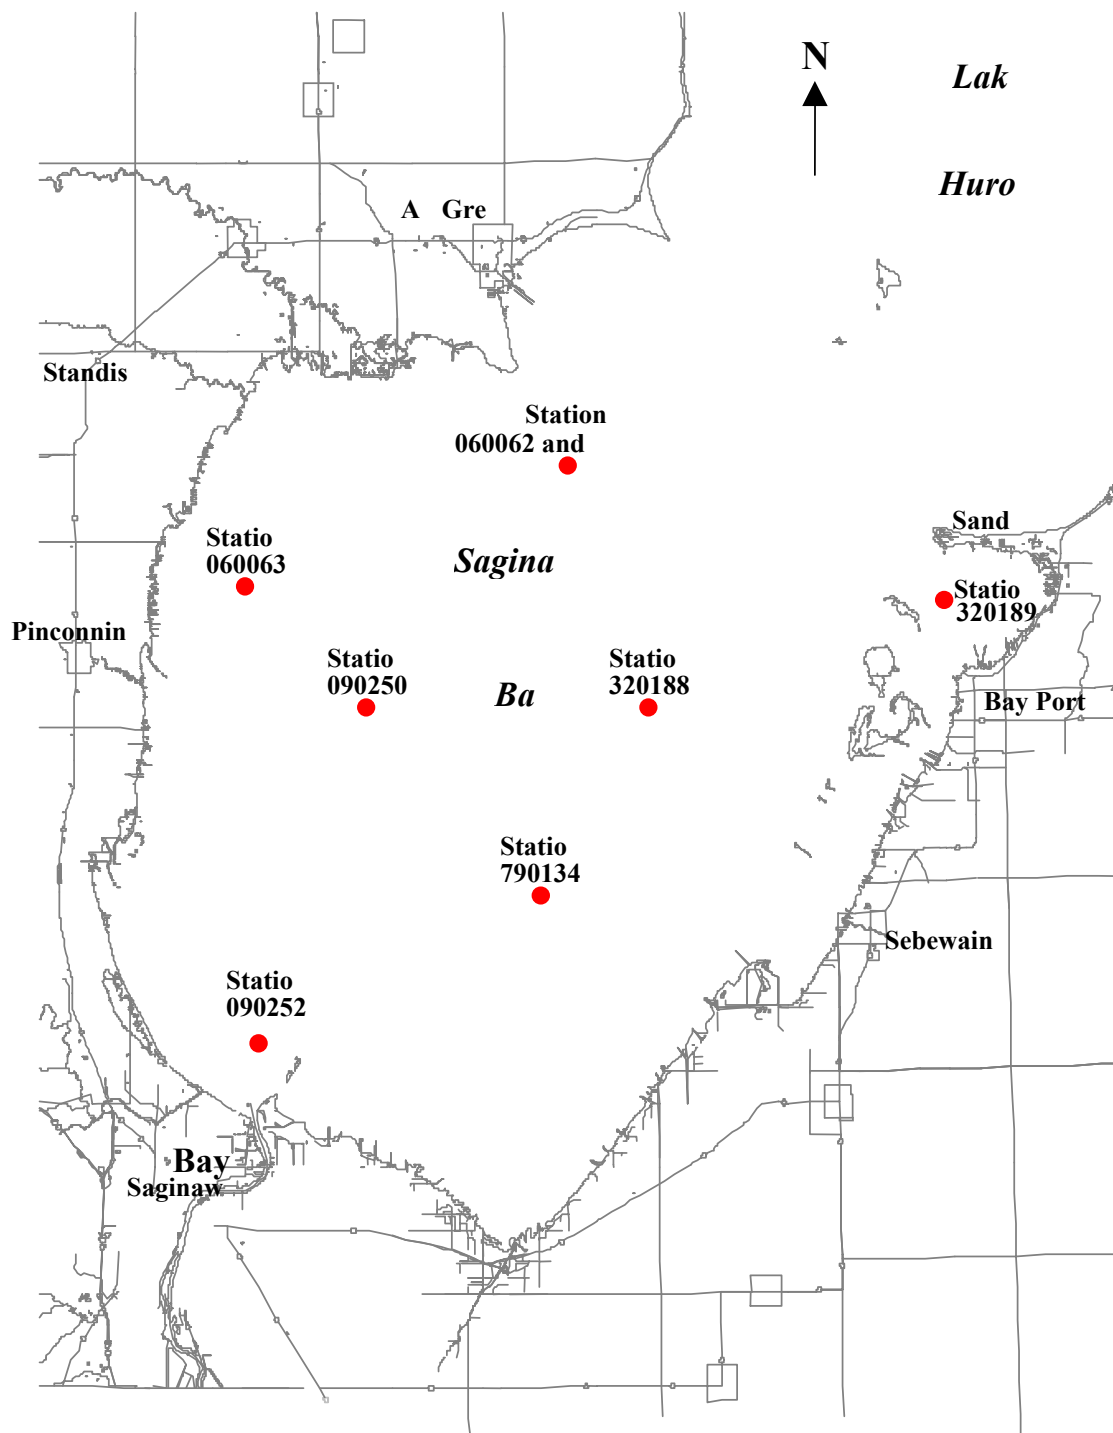 N
Lak
Huro
A Gre
Standis
Station
060062 and
Sand
Statio
060063
Sagina
Statio
320189
Pinconnin
Statio
090250
Statio
320188
Ba
Bay Port
Statio
790134
Sebewain
Statio
090252
Bay
Saginaw